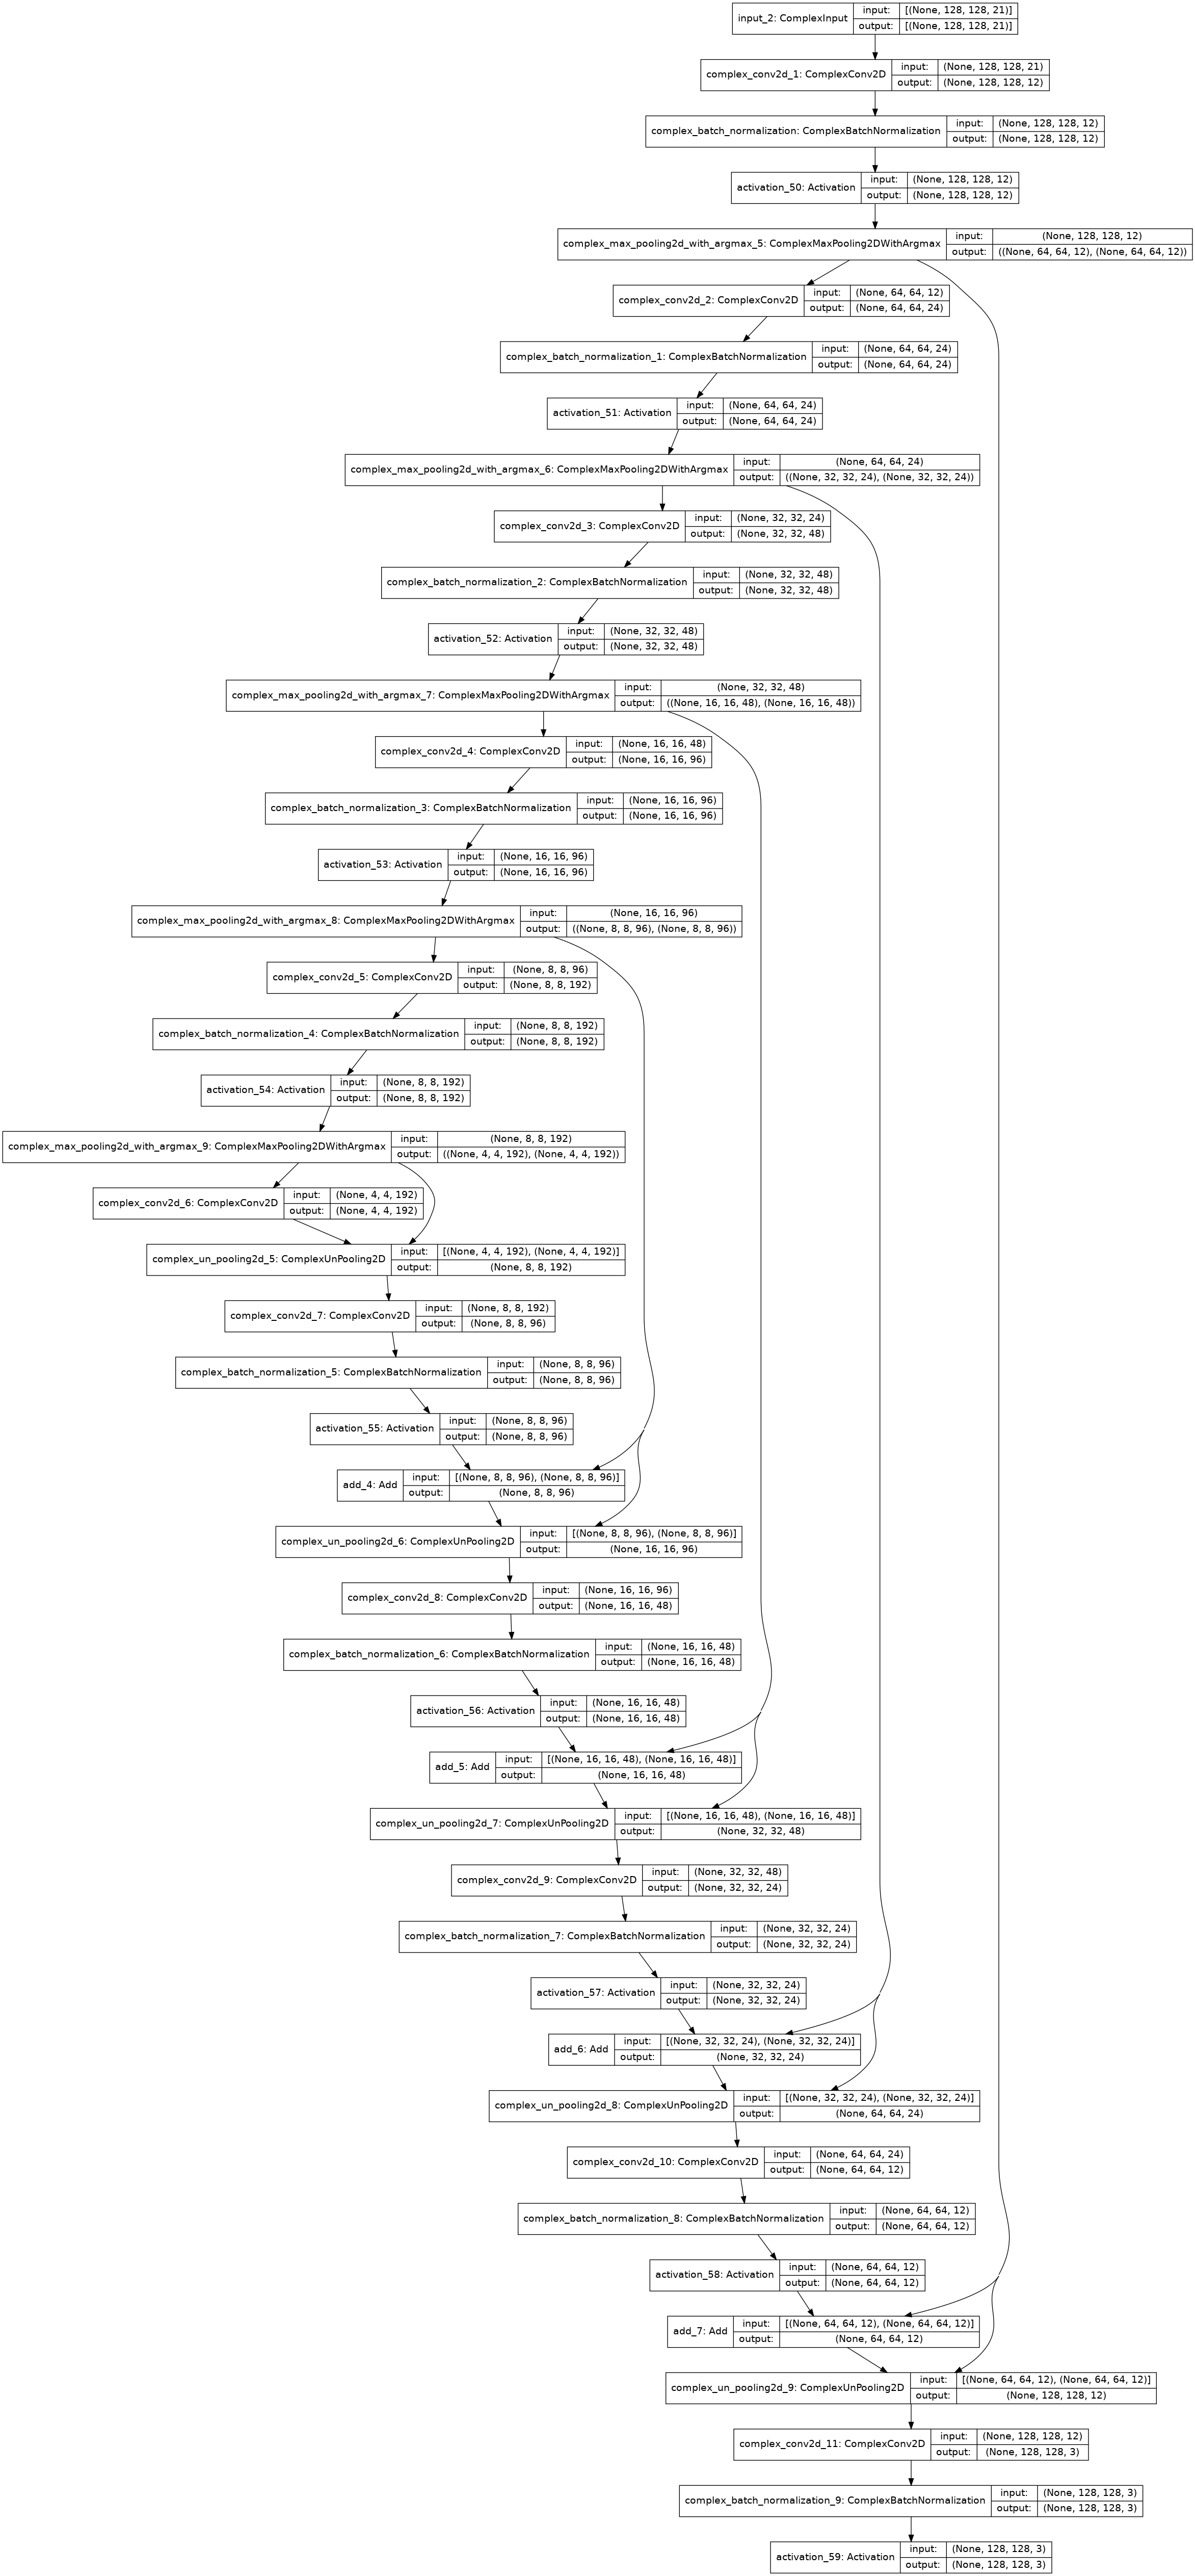 input_2: ComplexInput
input: [(None, 128, 128, 21)]
output: [(None, 128, 128, 21)]
complex_conv2d_1: ComplexConv2D
input: (None, 128, 128, 21)
output: (None, 128, 128, 12)
complex_batch_normalization: ComplexBatchNormalization
input: (None, 128, 128, 12)
output: (None, 128, 128, 12)
activation_50: Activation
input: (None, 128, 128, 12)
output: (None, 128, 128, 12)
complex_max_pooling2d_with_argmax_5: ComplexMaxPooling2DWithArgmax
input: (None, 128, 128, 12)
output: ((None, 64, 64, 12), (None, 64, 64, 12))
complex_conv2d_2: ComplexConv2D
input: (None, 64, 64, 12)
output: (None, 64, 64, 24)
complex_batch_normalization_1: ComplexBatchNormalization
input: (None, 64, 64, 24)
output: (None, 64, 64, 24)
activation_51: Activation
input: (None, 64, 64, 24)
output: (None, 64, 64, 24)
complex_max_pooling2d_with_argmax_6: ComplexMaxPooling2DWithArgmax
input: (None, 64, 64, 24)
output: ((None, 32, 32, 24), (None, 32, 32, 24))
complex_conv2d_3: ComplexConv2D
input: (None, 32, 32, 24)
output: (None, 32, 32, 48)
complex_batch_normalization_2: ComplexBatchNormalization
input: (None, 32, 32, 48)
output: (None, 32, 32, 48)
activation_52: Activation
input: (None, 32, 32, 48)
output: (None, 32, 32, 48)
complex_max_pooling2d_with_argmax_7: ComplexMaxPooling2DWithArgmax
input: (None, 32, 32, 48)
output: ((None, 16, 16, 48), (None, 16, 16, 48))
complex_conv2d_4: ComplexConv2D
input: (None, 16, 16, 48)
output: (None, 16, 16, 96)
complex_batch_normalization_3: ComplexBatchNormalization
input: (None, 16, 16, 96)
output: (None, 16, 16, 96)
activation_53: Activation
input: (None, 16, 16, 96)
output: (None, 16, 16, 96)
complex_max_pooling2d_with_argmax_8: ComplexMaxPooling2DWithArgmax
input: (None, 16, 16, 96)
output: ((None, 8, 8, 96), (None, 8, 8, 96))
complex_conv2d_5: ComplexConv2D
input: (None, 8, 8, 96)
output: (None, 8, 8, 192)
complex_batch_normalization_4: ComplexBatchNormalization
input: (None, 8, 8, 192)
output: (None, 8, 8, 192)
activation_54: Activation
input: (None, 8, 8, 192)
output: (None, 8, 8, 192)
complex_max_pooling2d_with_argmax_9: ComplexMaxPooling2DWithArgmax
input: (None, 8, 8, 192)
output: ((None, 4, 4, 192), (None, 4, 4, 192))
complex_conv2d_6: ComplexConv2D
input: (None, 4, 4, 192)
output: (None, 4, 4, 192)
complex_un_pooling2d_5: ComplexUnPooling2D
input: [(None, 4, 4, 192), (None, 4, 4, 192)]
output: (None, 8, 8, 192)
complex_conv2d_7: ComplexConv2D
input: (None, 8, 8, 192)
output: (None, 8, 8, 96)
complex_batch_normalization_5: ComplexBatchNormalization
input: (None, 8, 8, 96)
output: (None, 8, 8, 96)
activation_55: Activation
input: (None, 8, 8, 96)
output: (None, 8, 8, 96)
add_4: Add
input: [(None, 8, 8, 96), (None, 8, 8, 96)]
output: (None, 8, 8, 96)
complex_un_pooling2d_6: ComplexUnPooling2D
input: [(None, 8, 8, 96), (None, 8, 8, 96)]
output: (None, 16, 16, 96)
complex_conv2d_8: ComplexConv2D
input: (None, 16, 16, 96)
output: (None, 16, 16, 48)
complex_batch_normalization_6: ComplexBatchNormalization
input: (None, 16, 16, 48)
output: (None, 16, 16, 48)
activation_56: Activation
input: (None, 16, 16, 48)
output: (None, 16, 16, 48)
add_5: Add
input: [(None, 16, 16, 48), (None, 16, 16, 48)]
output: (None, 16, 16, 48)
complex_un_pooling2d_7: ComplexUnPooling2D
input: [(None, 16, 16, 48), (None, 16, 16, 48)]
output: (None, 32, 32, 48)
complex_conv2d_9: ComplexConv2D
input: (None, 32, 32, 48)
output: (None, 32, 32, 24)
complex_batch_normalization_7: ComplexBatchNormalization
input: (None, 32, 32, 24)
output: (None, 32, 32, 24)
activation_57: Activation
input: (None, 32, 32, 24)
output: (None, 32, 32, 24)
add_6: Add
input: [(None, 32, 32, 24), (None, 32, 32, 24)]
output: (None, 32, 32, 24)
complex_un_pooling2d_8: ComplexUnPooling2D
input: [(None, 32, 32, 24), (None, 32, 32, 24)]
output: (None, 64, 64, 24)
complex_conv2d_10: ComplexConv2D
input: (None, 64, 64, 24)
output: (None, 64, 64, 12)
complex_batch_normalization_8: ComplexBatchNormalization
input: (None, 64, 64, 12)
output: (None, 64, 64, 12)
activation_58: Activation
input: (None, 64, 64, 12)
output: (None, 64, 64, 12)
add_7: Add
input: [(None, 64, 64, 12), (None, 64, 64, 12)]
output: (None, 64, 64, 12)
complex_un_pooling2d_9: ComplexUnPooling2D
input: [(None, 64, 64, 12), (None, 64, 64, 12)]
output: (None, 128, 128, 12)
complex_conv2d_11: ComplexConv2D
input: (None, 128, 128, 12)
output: (None, 128, 128, 3)
complex_batch_normalization_9: ComplexBatchNormalization
input: (None, 128, 128, 3)
output: (None, 128, 128, 3)
activation_59: Activation
input: (None, 128, 128, 3)
output: (None, 128, 128, 3)